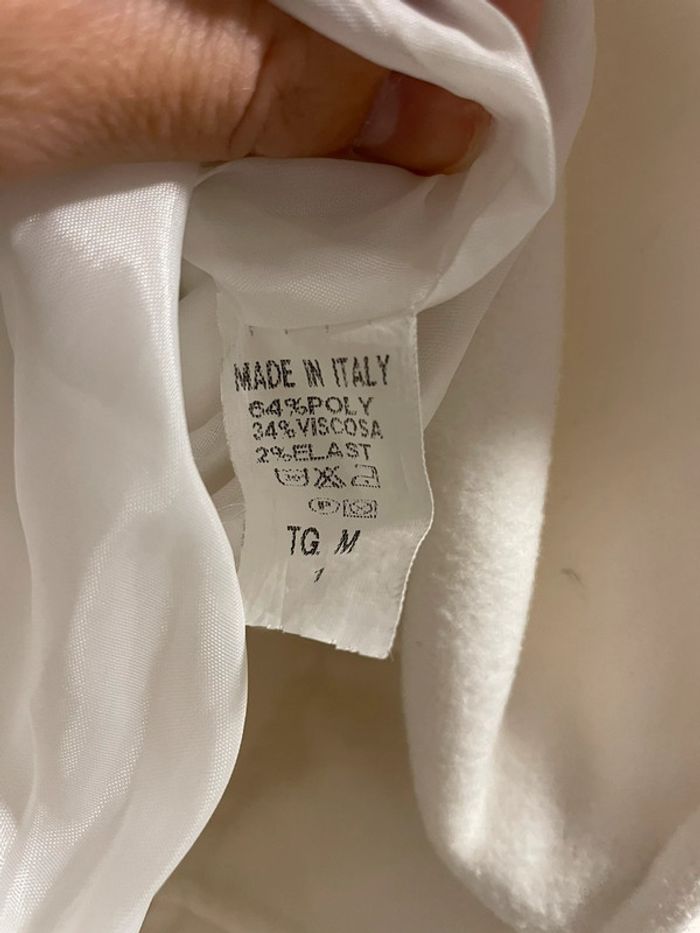 MADE IN ITALY
64%POLY
34%VISCOSA
2%ELAST
P
TG. M
1